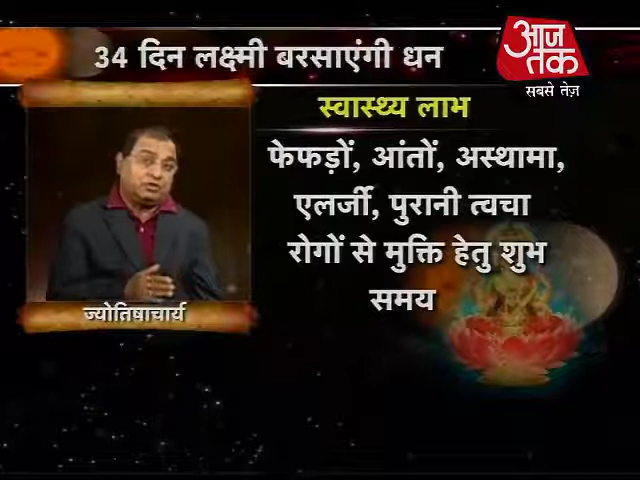 34 दिन लक्ष्मी बरसाएंगी धन
आज
तक
सबसे तेज़
स्वास्थ्य लाभ
फेफड़ों, आंतों, अस्थामा,
एलर्जी, पुरानी त्वचा
रोगों से मुक्ति हेतु शुभ
समय
ज्योतिषाचार्य